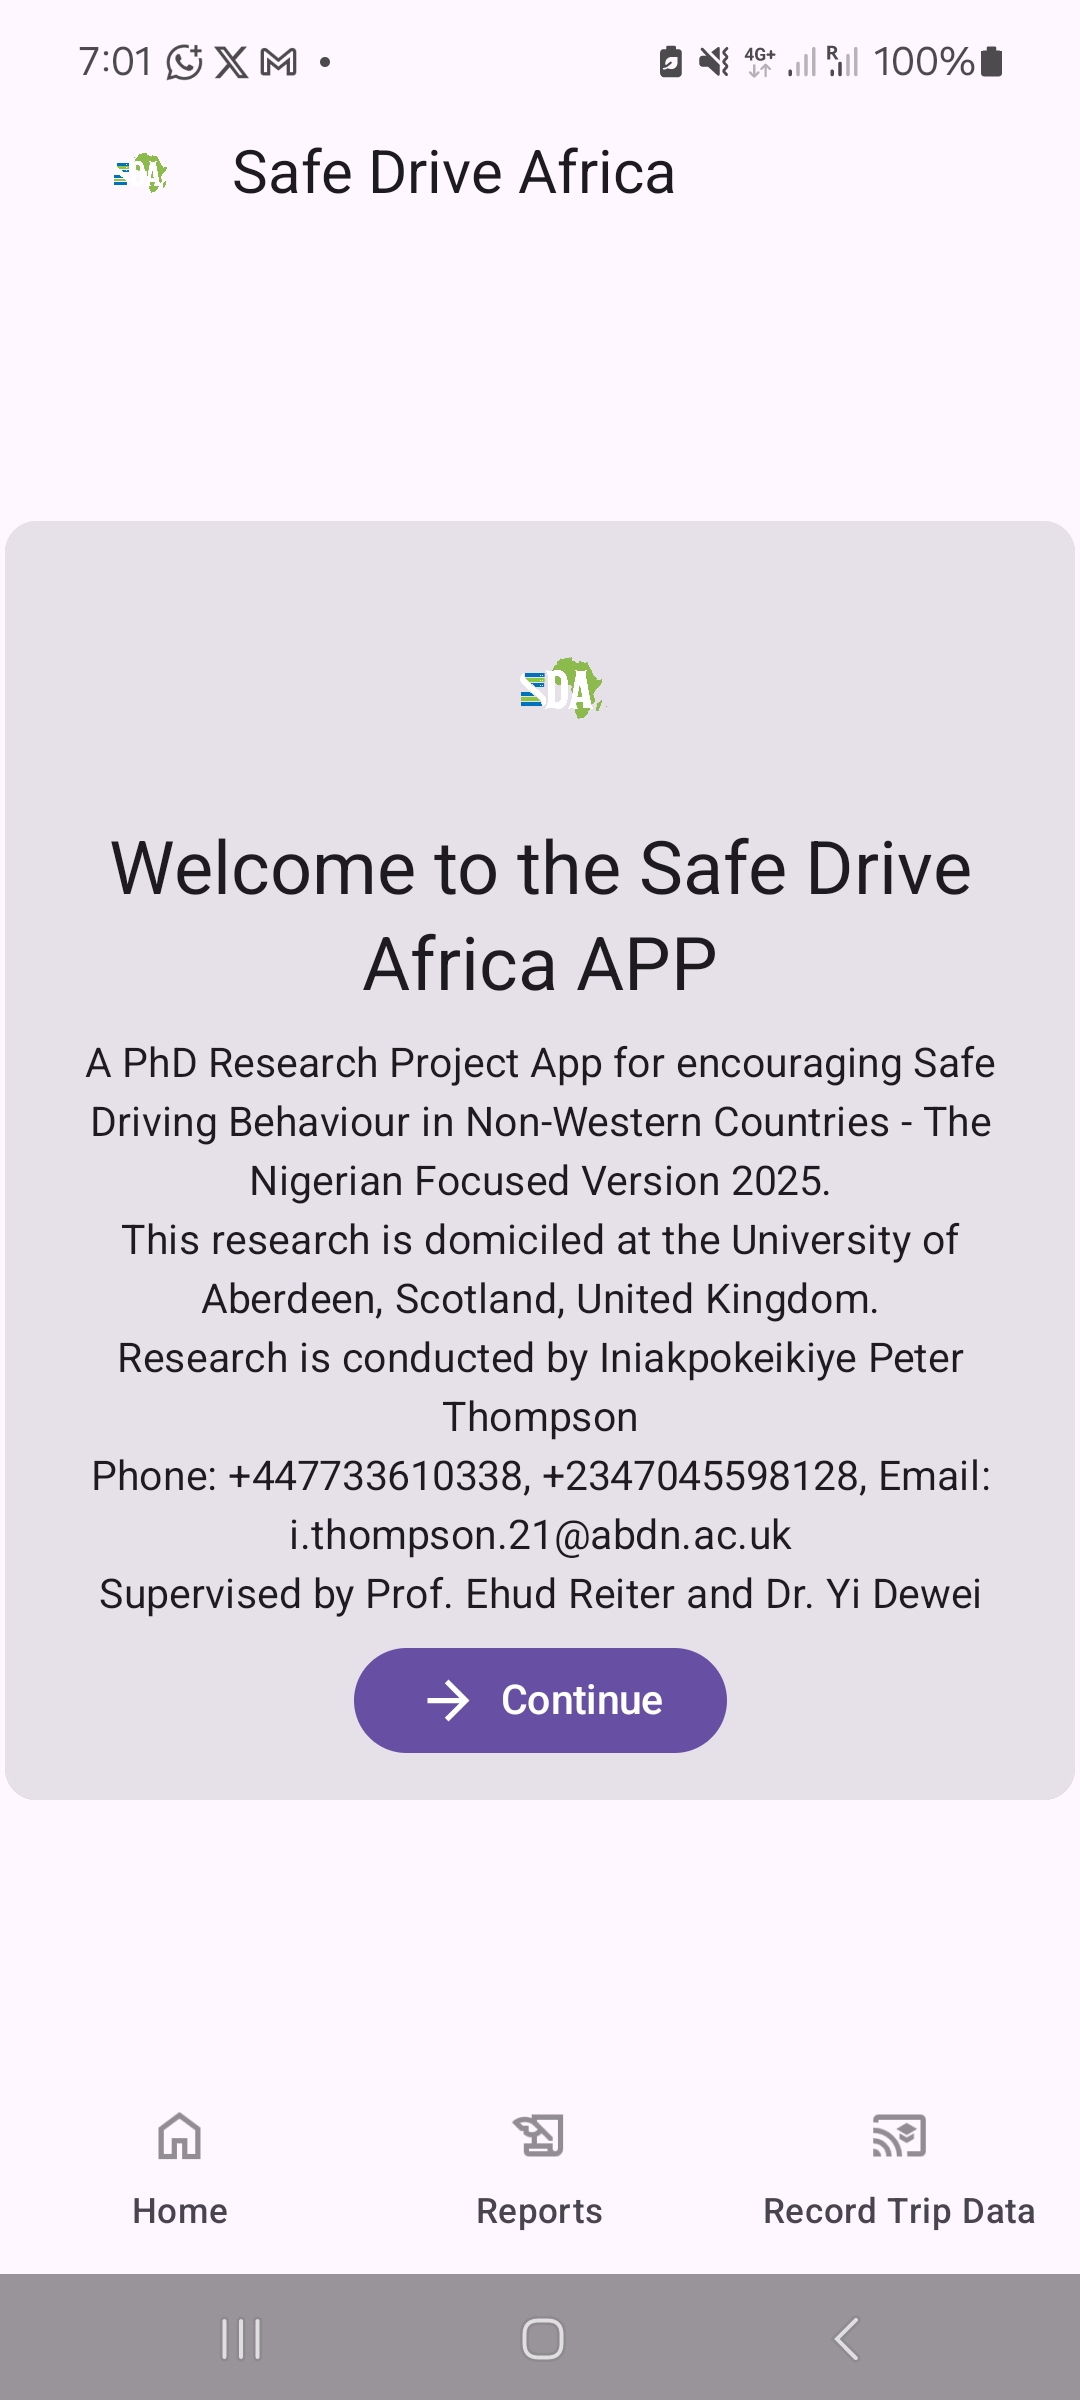 7:01
4G+
R
100%
SDA
Safe Drive Africa
SDA
Welcome to the Safe Drive
Africa APP
A PhD Research Project App for encouraging Safe
Driving Behaviour in Non-Western Countries - The
Nigerian Focused Version 2025.
This research is domiciled at the University of
Aberdeen, Scotland, United Kingdom.
Research is conducted by Iniakpokeikiye Peter
Thompson
Phone: +447733610338, +2347045598128, Email:
i.thompson.21@abdn.ac.uk
Supervised by Prof. Ehud Reiter and Dr. Yi Dewei
Continue
Home
Reports
Record Trip Data